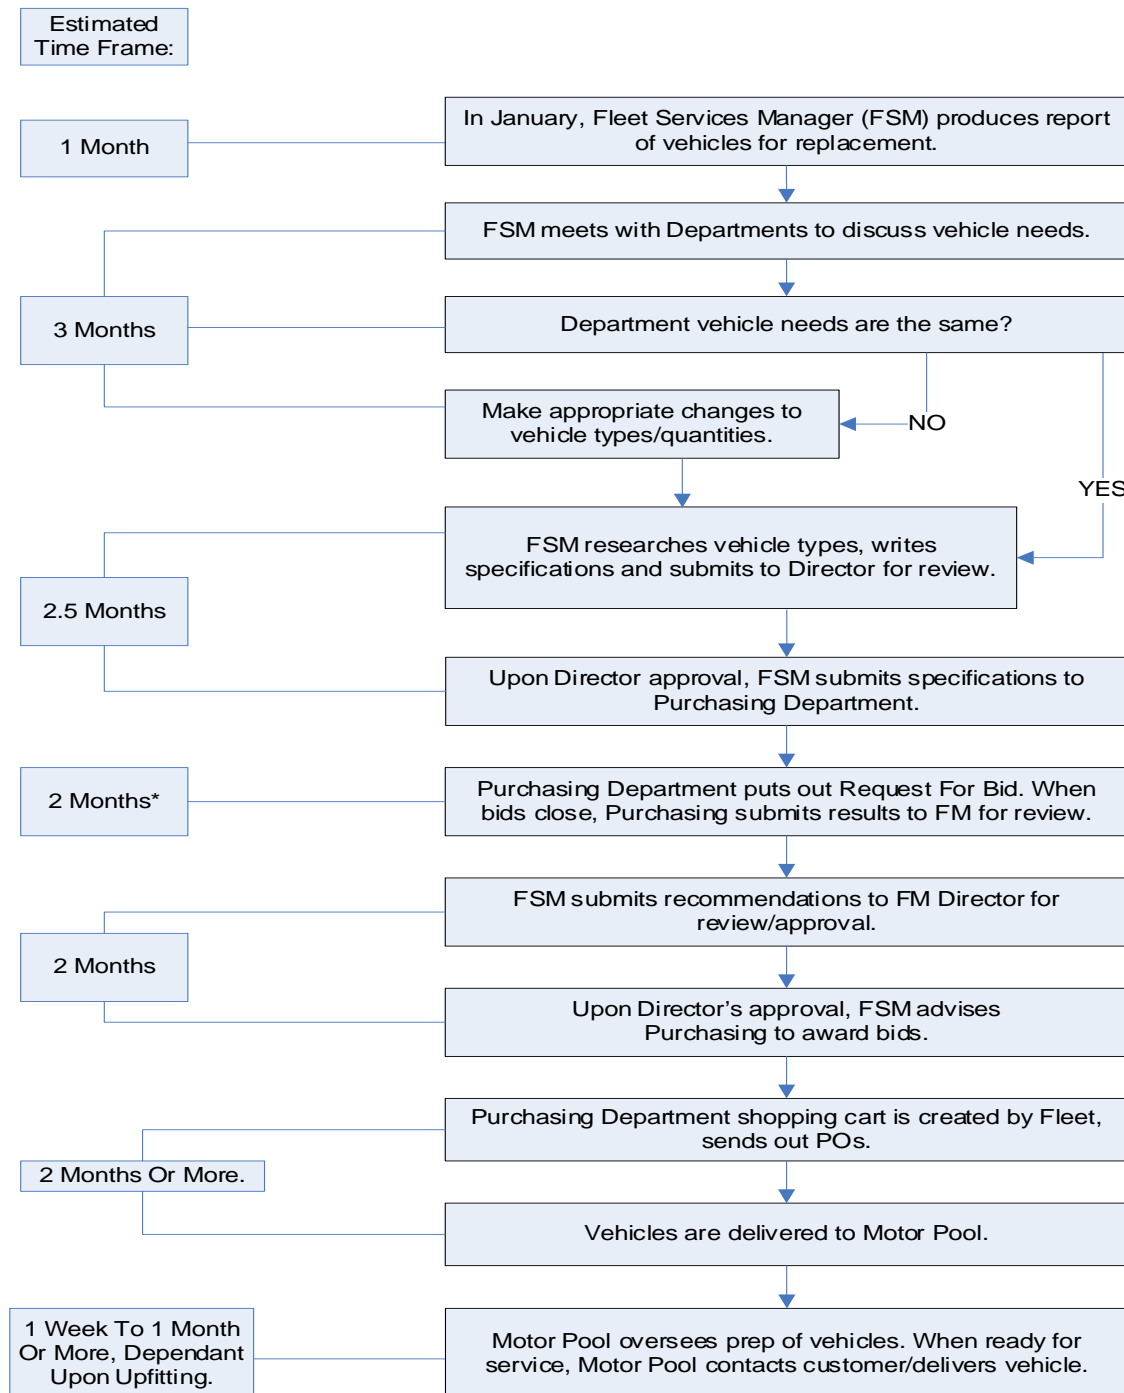 Estimated
Time Frame:
1 Month
In January, Fleet Services Manager (FSM) produces report
of vehicles for replacement.
FSM meets with Departments to discuss vehicle needs.
3 Months
Department vehicle needs are the same?
Make appropriate changes to
vehicle types/quantities.
NO
YES
FSM researches vehicle types, writes
specifications and submits to Director for review.
2.5 Months
Upon Director approval, FSM submits specifications to
Purchasing Department.
2 Months*
Purchasing Department puts out Request For Bid. When
bids close, Purchasing submits results to FM for review.
FSM submits recommendations to FM Director for
review/approval.
2 Months
Upon Director’s approval, FSM advises
Purchasing to award bids.
Purchasing Department shopping cart is created by Fleet,
sends out POs.
2 Months Or More.
Vehicles are delivered to Motor Pool.
1 Week To 1 Month
Or More, Dependant
Upon Upfitting.
Motor Pool oversees prep of vehicles. When ready for
service, Motor Pool contacts customer/delivers vehicle.